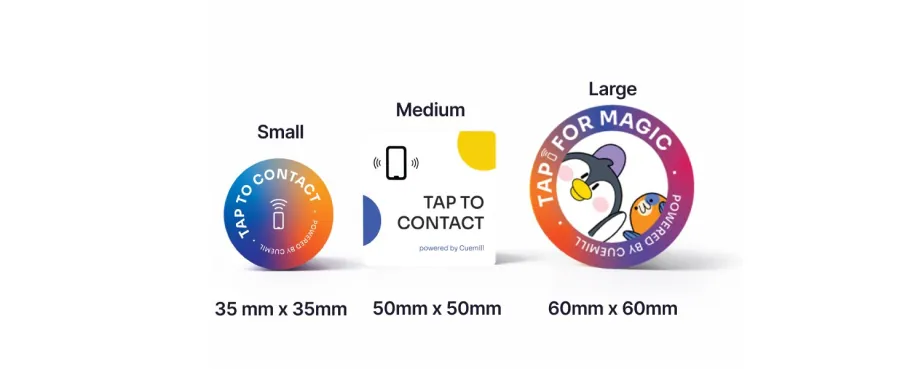 Small
Medium
Large
TAP TO CONTACT
POWERED BY CUEMILL
TAP TO
CONTACT
powered by Cuemill
TAP FOR MAGIC
POWERED BY CUEMILL
35 mm x 35mm
50mm x 50mm
60mm x 60mm